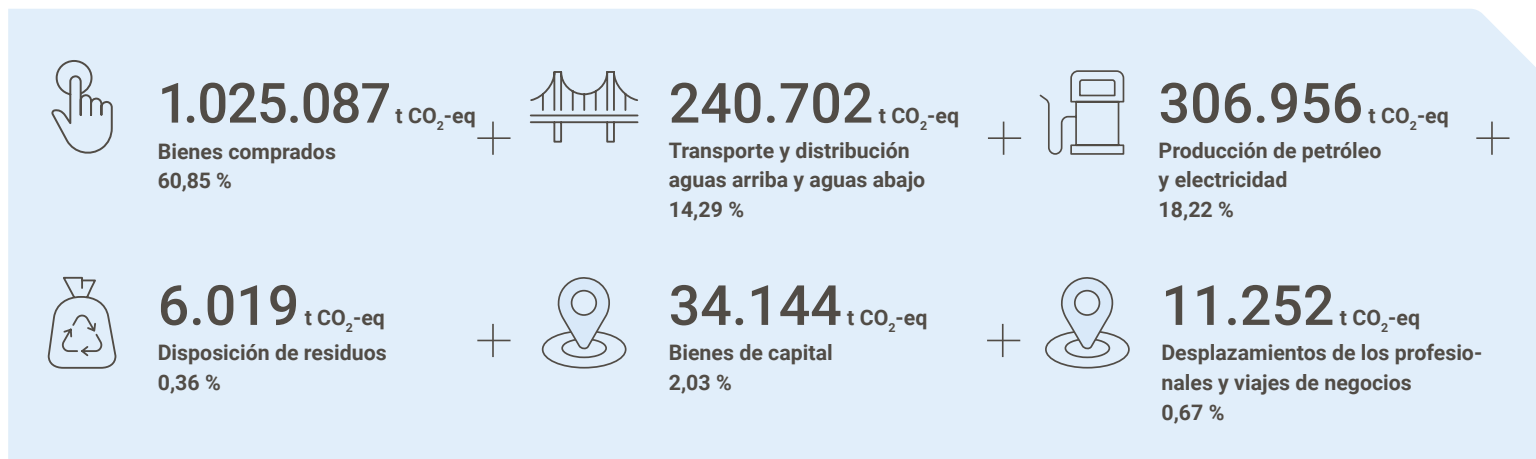 1.025.087 t CO₂-eq
Bienes comprados
60,85 %
240.702 t CO₂-eq
Transporte y distribución
aguas arriba y aguas abajo
14,29 %
306.956 t CO₂-eq
Producción de petróleo
y electricidad
18,22 %
6.019 t CO₂-eq
Disposición de residuos
0,36 %
34.144 t CO₂-eq
Bienes de capital
2,03 %
11.252 t CO₂-eq
Desplazamientos de los profesio-
nales y viajes de negocios
0,67 %